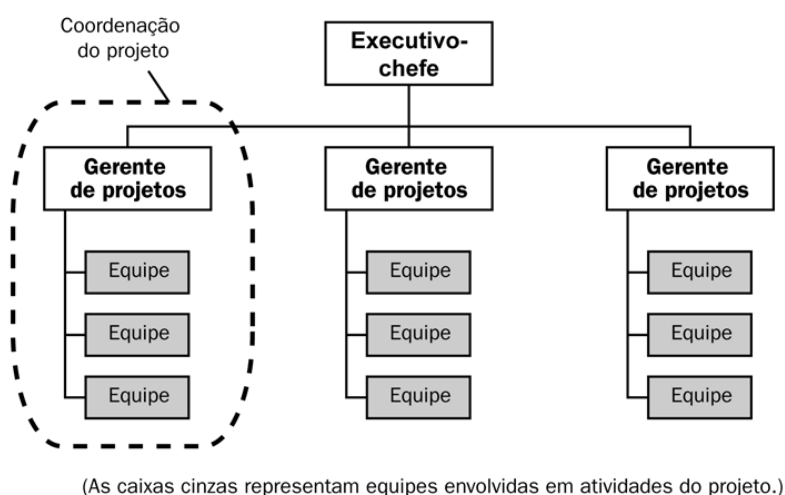 Coordenação
do projeto
Executivo-
chefe
Gerente
de projetos
Gerente
de projetos
Gerente
de projetos
Equipe
Equipe
Equipe
Equipe
Equipe
Equipe
Equipe
Equipe
Equipe
(As caixas cinzas representam equipes envolvidas em atividades do projeto.)